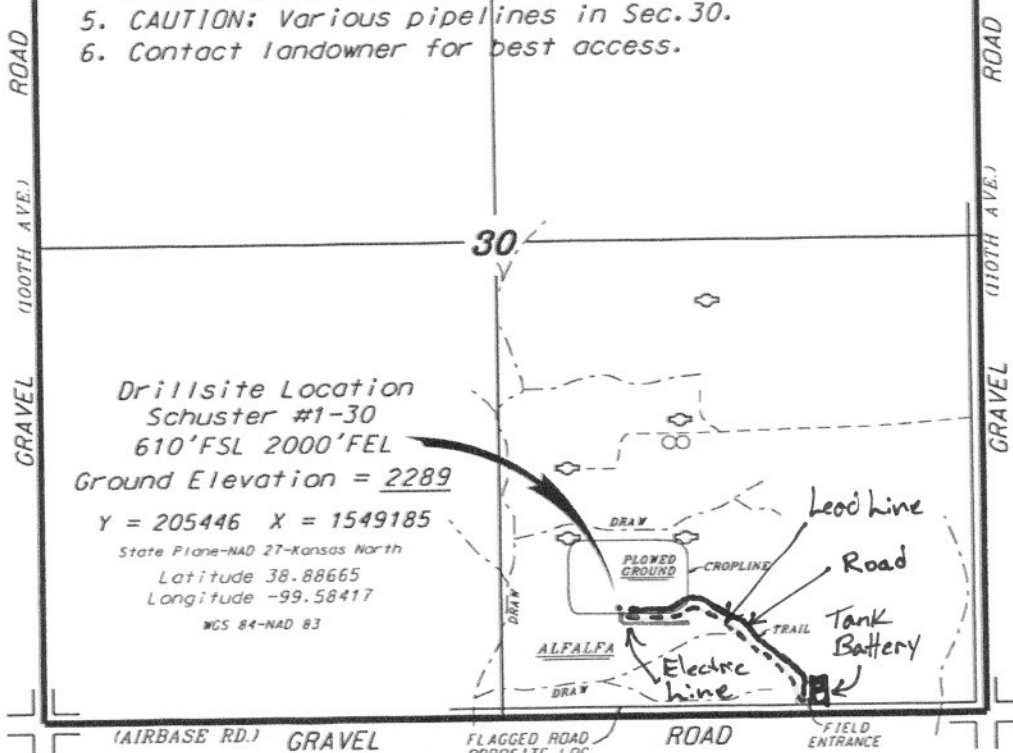 5. CAUTION: Various pipelines in Sec.30.
6. Contact landowner for best access.
ROAD
ROAD
(100TH AVE.)
(110TH AVE.)
30
GRAVEL
GRAVEL
Drillsite Location
Schuster #1-30
610'FSL 2000'FEL
Ground Elevation = 2289
Y = 205446 X = 1549185
State Plane-NAD 27-Kansas North
Latitude 38.88665
Longitude -99.58417
WGS 84-NAD 83
DRAW
Lead Line
PLOWED
GROUND
CROPLINE
Road
DRAW
TRAIL
Tank
Battery
ALFALFA
Electric
Line
DRAW
(AIRBASE RD.) GRAVEL
FLAGGED ROAD
ROAD
FIELD
ENTRANCE